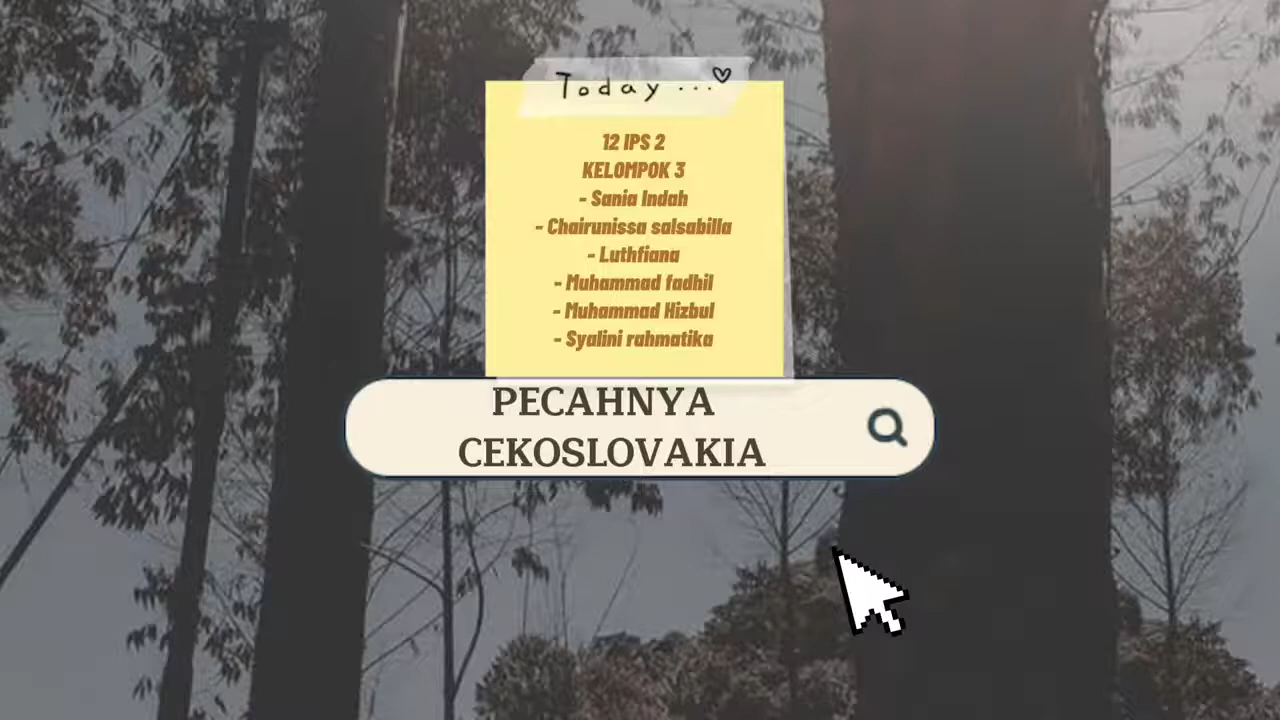 Today ...♡
12 IPS 2
KELOMPOK 3
- Sania Indah
- Chairunissa salsabilla
- Luthfiana
- Muhammad fadhil
- Muhammad Hizbul
- Syalini rahmatika
PECAHNYA
CEKOSLOVAKIA